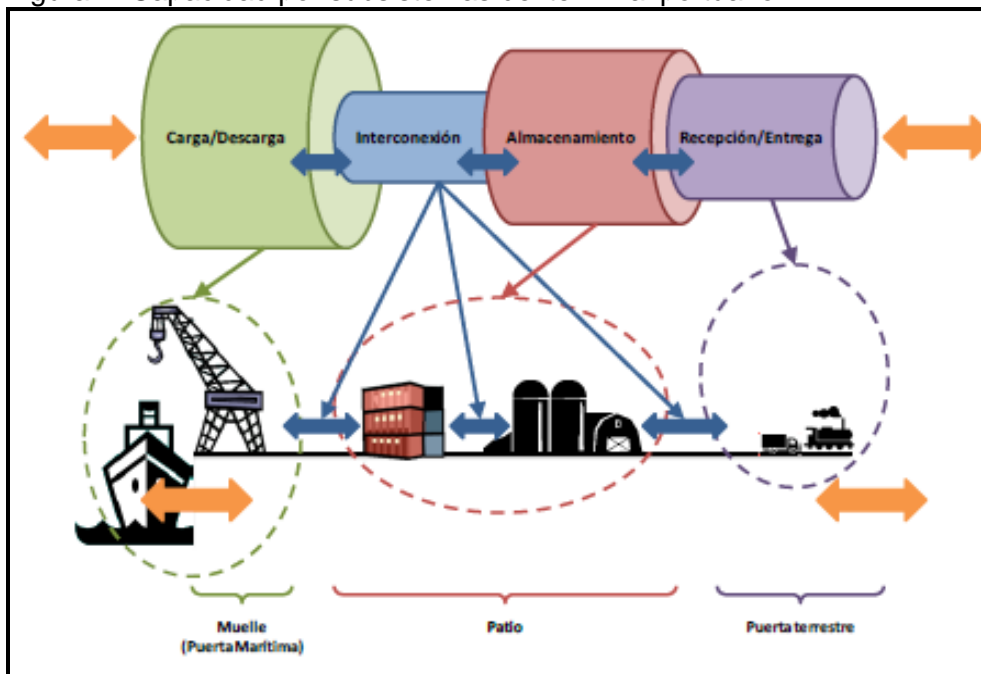 Carga/Descarga
Interconexión
Almacenamiento
Recepción/Entrega
Muelle
(Puerta Marítima)
Patio
Puerta terrestre